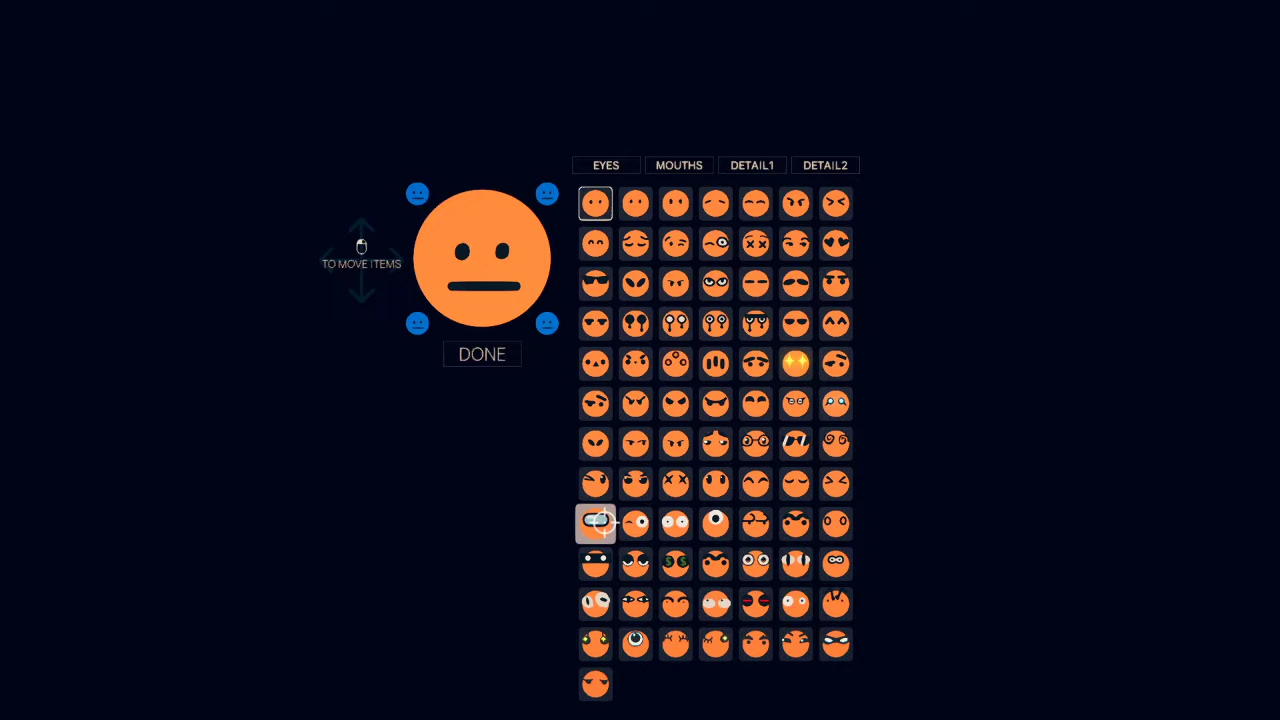 EYES
MOUTHS
DETAIL1
DETAIL2
TO MOVE ITEMS
DONE